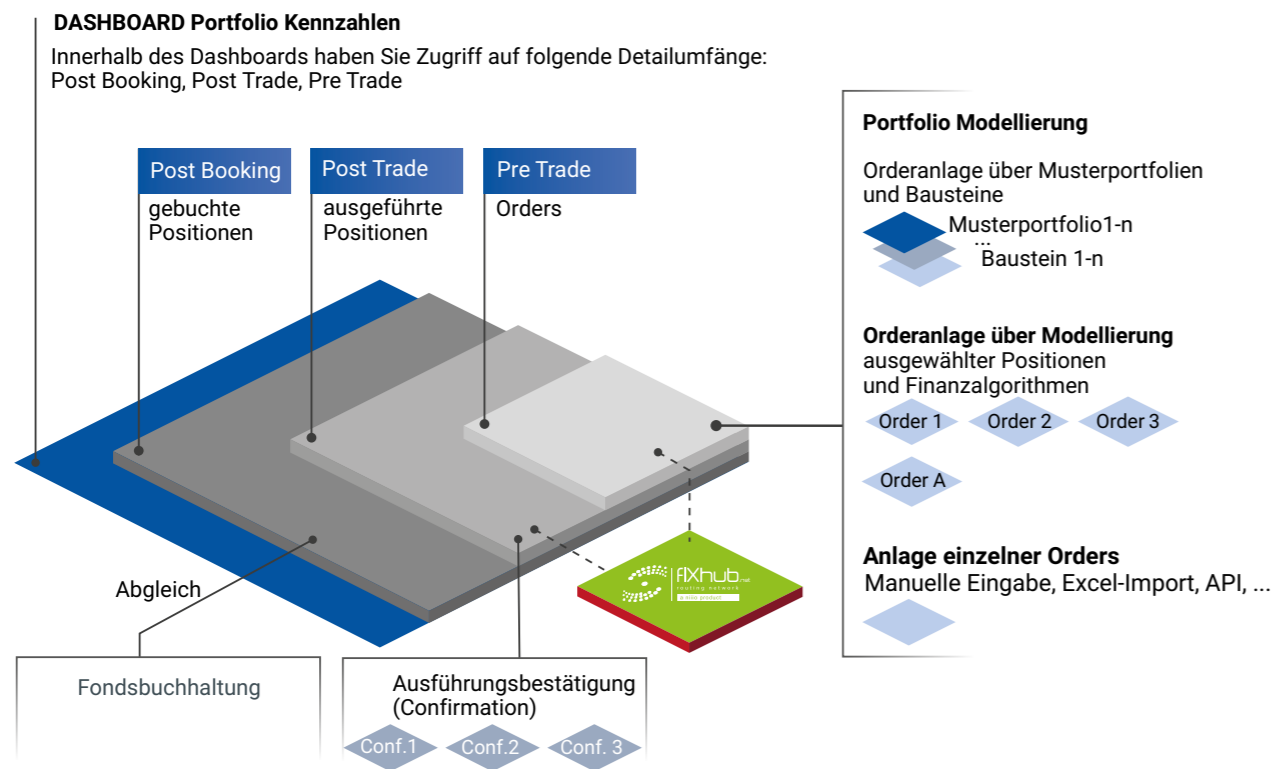 DASHBOARD Portfolio Kennzahlen
Innerhalb des Dashboards haben Sie Zugriff auf folgende Detailumfänge:
Post Booking, Post Trade, Pre Trade
Post Booking
gebuchte
Positionen
Post Trade
ausgeführte
Positionen
Pre Trade
Orders
Portfolio Modellierung
Orderanlage über Musterportfolien
und Bausteine
Musterportfolio1-n
...
Baustein 1-n
Orderanlage über Modellierung
ausgewählter Positionen
und Finanzalgorithmen
Order 1
Order 2
Order 3
Order A
Anlage einzelner Orders
Manuelle Eingabe, Excel-Import, API, ...
fIXhub.net
routing network
Abgleich
Fondsbuchhaltung
Ausführungsbestätigung
(Confirmation)
Conf.1
Conf.2
Conf. 3